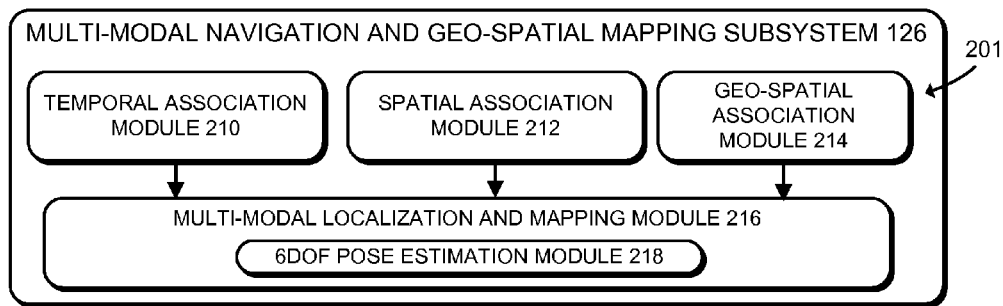 MULTI-MODAL NAVIGATION AND GEO-SPATIAL MAPPING SUBSYSTEM 126
201
TEMPORAL ASSOCIATION
MODULE 210
SPATIAL ASSOCIATION
MODULE 212
GEO-SPATIAL
ASSOCIATION
MODULE 214
MULTI-MODAL LOCALIZATION AND MAPPING MODULE 216
6DOF POSE ESTIMATION MODULE 218